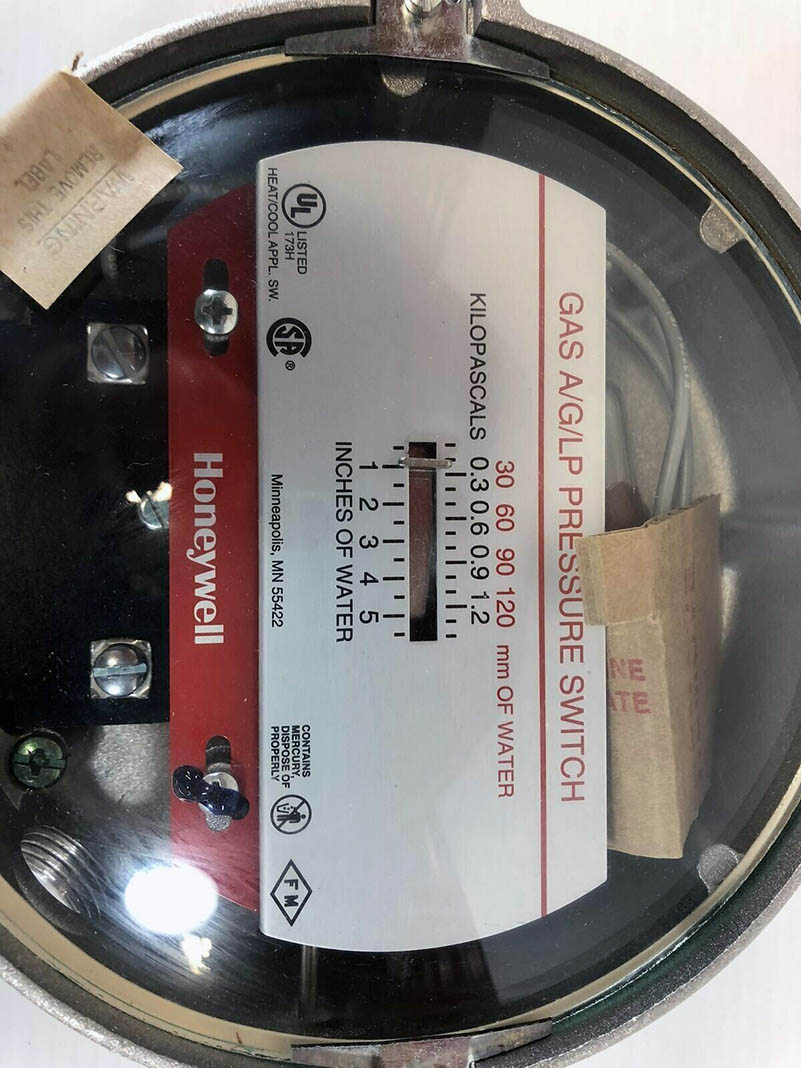 GAS A/G/LP PRESSURE SWITCH
30 60 90 120 mm OF WATER
KILOPASCALS 0.3 0.6 0.9 1.2
1 2 3 4 5
INCHES OF WATER
UL LISTED
173H
HEAT/COOL APPL. SW.
SA ®
Minneapolis, MN 55422
CONTAINS
MERCURY.
DISPOSE OF
PROPERLY
FM
Honeywell
WARNING
REMOVE THIS
LABEL